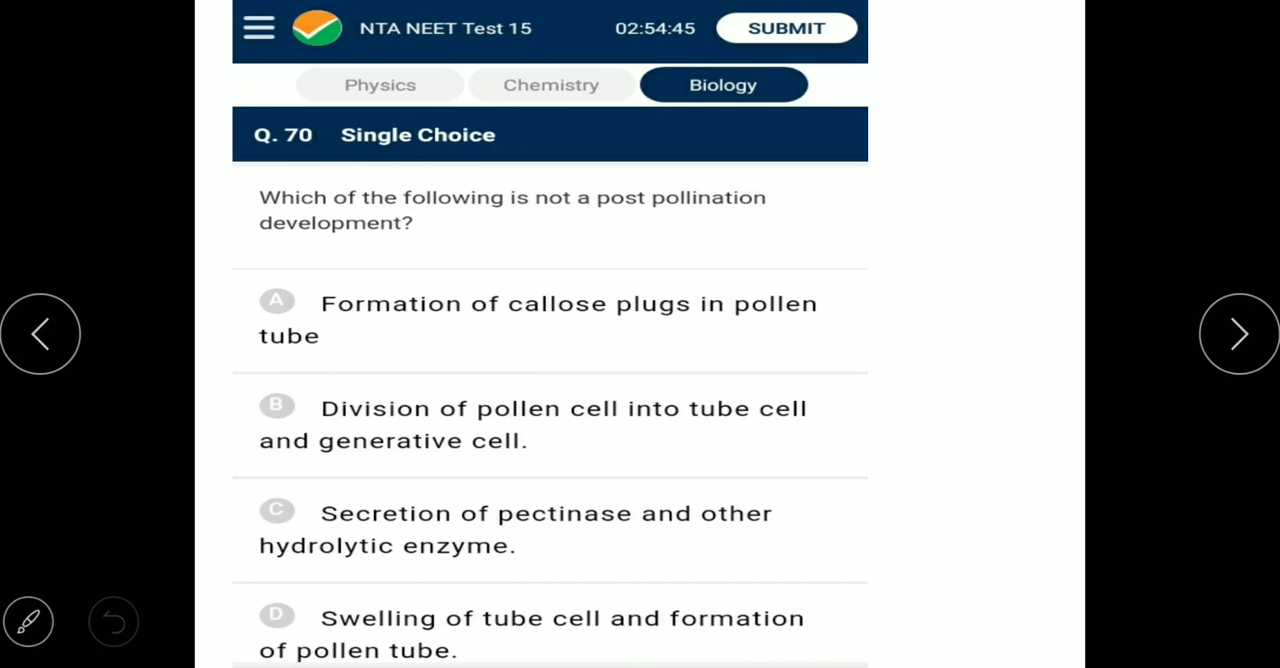 NTA NEET Test 15 02:54:45 SUBMIT
Physics Chemistry Biology
Q. 70 Single Choice
Which of the following is not a post pollination
development?
A Formation of callose plugs in pollen
tube
B Division of pollen cell into tube cell
and generative cell.
C Secretion of pectinase and other
hydrolytic enzyme.
D Swelling of tube cell and formation
of pollen tube.